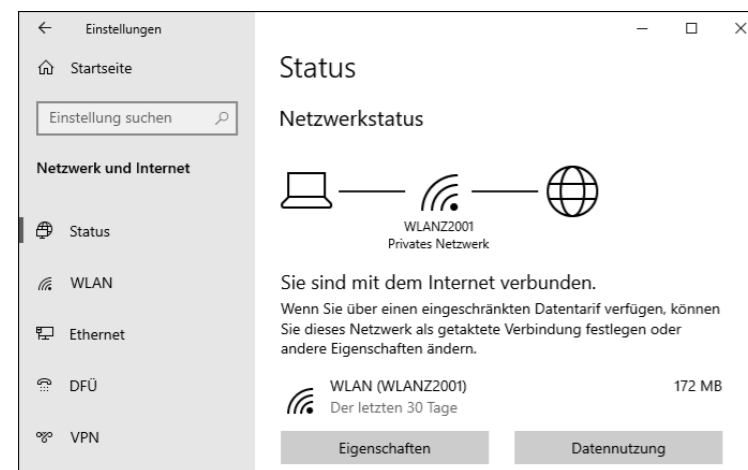 Einstellungen
Startseite
Einstellung suchen
Netzwerk und Internet
Status
WLAN
Ethernet
DFÜ
VPN
Status
Netzwerkstatus
WLANZ2001
Privates Netzwerk
Sie sind mit dem Internet verbunden.
Wenn Sie über einen eingeschränkten Datentarif verfügen, können
Sie dieses Netzwerk als getaktete Verbindung festlegen oder
andere Eigenschaften ändern.
WLAN (WLANZ2001) 172 MB
Der letzten 30 Tage
Eigenschaften Datennutzung